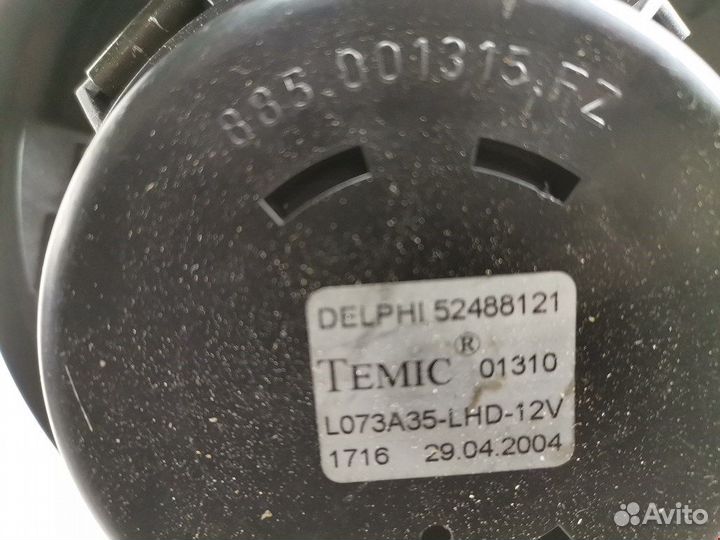 885.001315.FZ
DELPHI 52488121
TEMIC® 01310
L073A35-LHD-12V
1716 29.04.2004
Avito